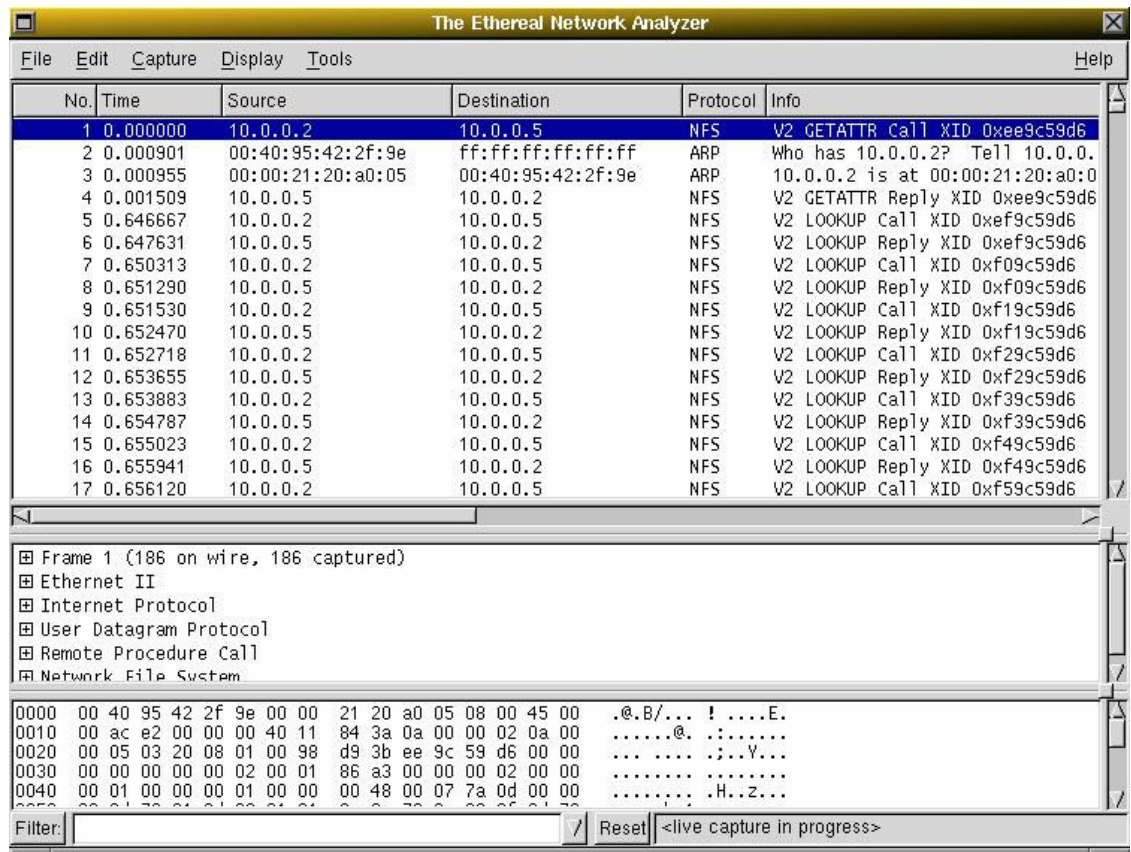 The Ethereal Network Analyzer
File Edit Capture Display Tools Help
No. Time Source Destination Protocol Info
1 0.000000 10.0.0.2 10.0.0.5 NFS V2 GETATTR Call XID 0xee9c59d6
2 0.000901 00:40:95:42:2f:9e ff:ff:ff:ff:ff:ff ARP Who has 10.0.0.2? Tell 10.0.0.
3 0.000955 00:00:21:20:a0:05 00:40:95:42:2f:9e ARP 10.0.0.2 is at 00:00:21:20:a0:0
4 0.001509 10.0.0.5 10.0.0.2 NFS V2 GETATTR Reply XID 0xee9c59d6
5 0.646667 10.0.0.2 10.0.0.5 NFS V2 LOOKUP Call XID 0xef9c59d6
6 0.647631 10.0.0.5 10.0.0.2 NFS V2 LOOKUP Reply XID 0xef9c59d6
7 0.650313 10.0.0.2 10.0.0.5 NFS V2 LOOKUP Call XID 0xf09c59d6
8 0.651290 10.0.0.5 10.0.0.2 NFS V2 LOOKUP Reply XID 0xf09c59d6
9 0.651530 10.0.0.2 10.0.0.5 NFS V2 LOOKUP Call XID 0xf19c59d6
10 0.652470 10.0.0.5 10.0.0.2 NFS V2 LOOKUP Reply XID 0xf19c59d6
11 0.652718 10.0.0.2 10.0.0.5 NFS V2 LOOKUP Call XID 0xf29c59d6
12 0.653655 10.0.0.5 10.0.0.2 NFS V2 LOOKUP Reply XID 0xf29c59d6
13 0.653883 10.0.0.2 10.0.0.5 NFS V2 LOOKUP Call XID 0xf39c59d6
14 0.654787 10.0.0.5 10.0.0.2 NFS V2 LOOKUP Reply XID 0xf39c59d6
15 0.655023 10.0.0.2 10.0.0.5 NFS V2 LOOKUP Call XID 0xf49c59d6
16 0.655941 10.0.0.5 10.0.0.2 NFS V2 LOOKUP Reply XID 0xf49c59d6
17 0.656120 10.0.0.2 10.0.0.5 NFS V2 LOOKUP Call XID 0xf59c59d6
Frame 1 (186 on wire, 186 captured)
Ethernet II
Internet Protocol
User Datagram Protocol
Remote Procedure Call
Network File System
0000 00 40 95 42 2f 9e 00 00 21 20 a0 05 08 00 45 00 .@.B/... ! ....E.
0010 00 ac e2 00 00 00 40 11 84 3a 0a 00 00 02 0a 00 ......@. .:......
0020 00 05 03 20 08 01 00 98 d9 3b ee 9c 59 d6 00 00 ... .... .;..Y...
0030 00 00 00 00 00 02 00 01 86 a3 00 00 00 02 00 00 ........ ........
0040 00 01 00 00 00 01 00 00 00 48 00 07 7a 0d 00 00 ........ .H..z...
Filter: Reset <live capture in progress>